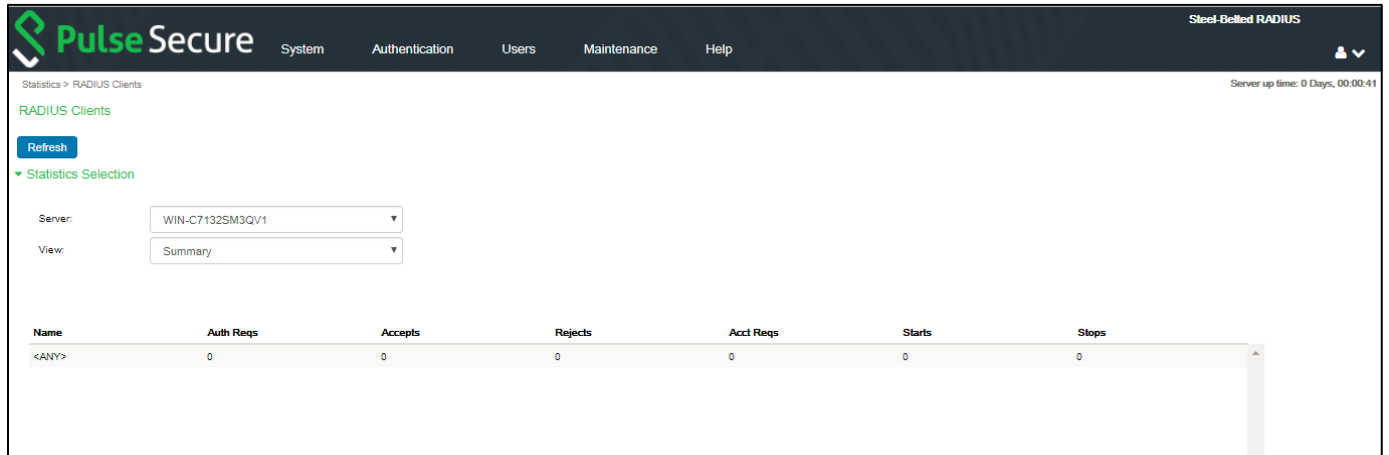 Steel-Belted RADIUS
Pulse Secure System Authentication Users Maintenance Help
Statistics > RADIUS Clients Server up time: 0 Days, 00:00:41
RADIUS Clients
Refresh
Statistics Selection
Server: WIN-C7132SM3QV1
View: Summary
Name Auth Reqs Accepts Rejects Acct Reqs Starts Stops
<ANY> 0 0 0 0 0 0